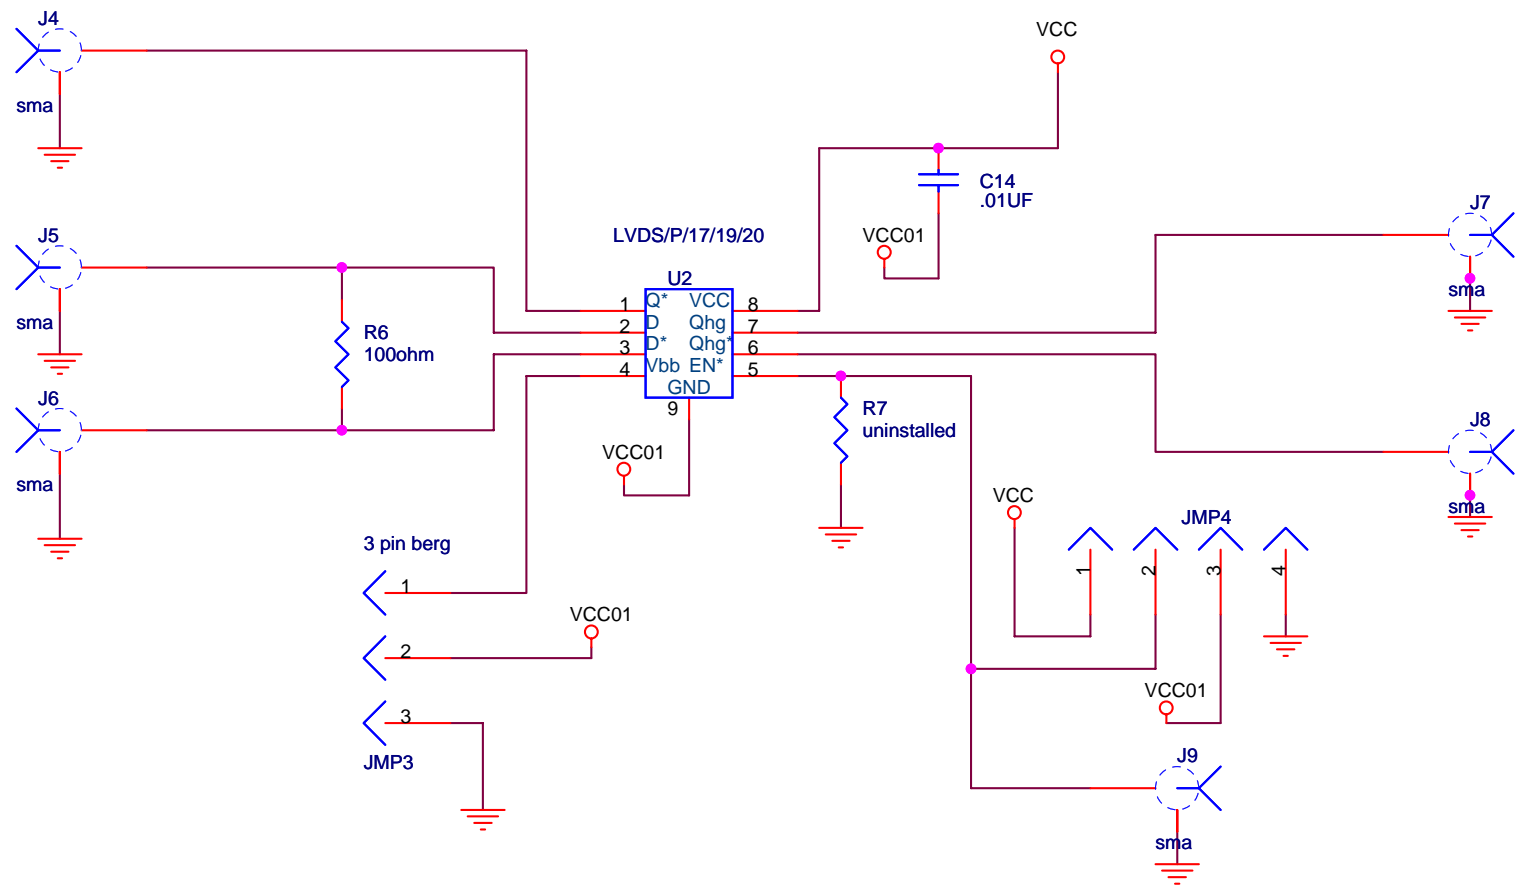 J4
sma
VCC
C14
.01UF
VCC01
J7
sma
J5
sma
LVDS/P/17/19/20
U2
1 Q* VCC 8
2 D Qhg 7
3 D* Qhg* 6
4 Vbb EN* 5
GND
9
R6
100ohm
J6
sma
VCC01
R7
uninstalled
J8
sma
VCC
JMP4
1 2 3 4
3 pin berg
1
VCC01
2
3
JMP3
VCC01
J9
sma